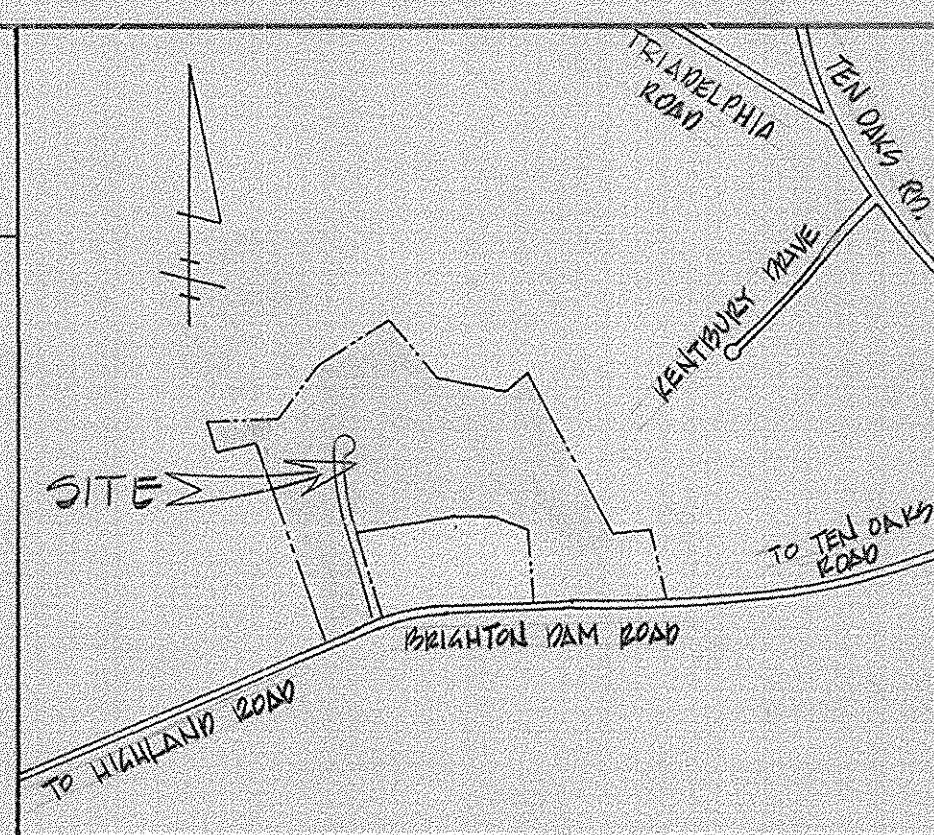 TRIADELPHIA
ROAD
TEN OAKS RD.
KENTBURY DRIVE
SITE
TO TEN OAKS
ROAD
BRIGHTON DAM ROAD
TO HIGHLAND ROAD